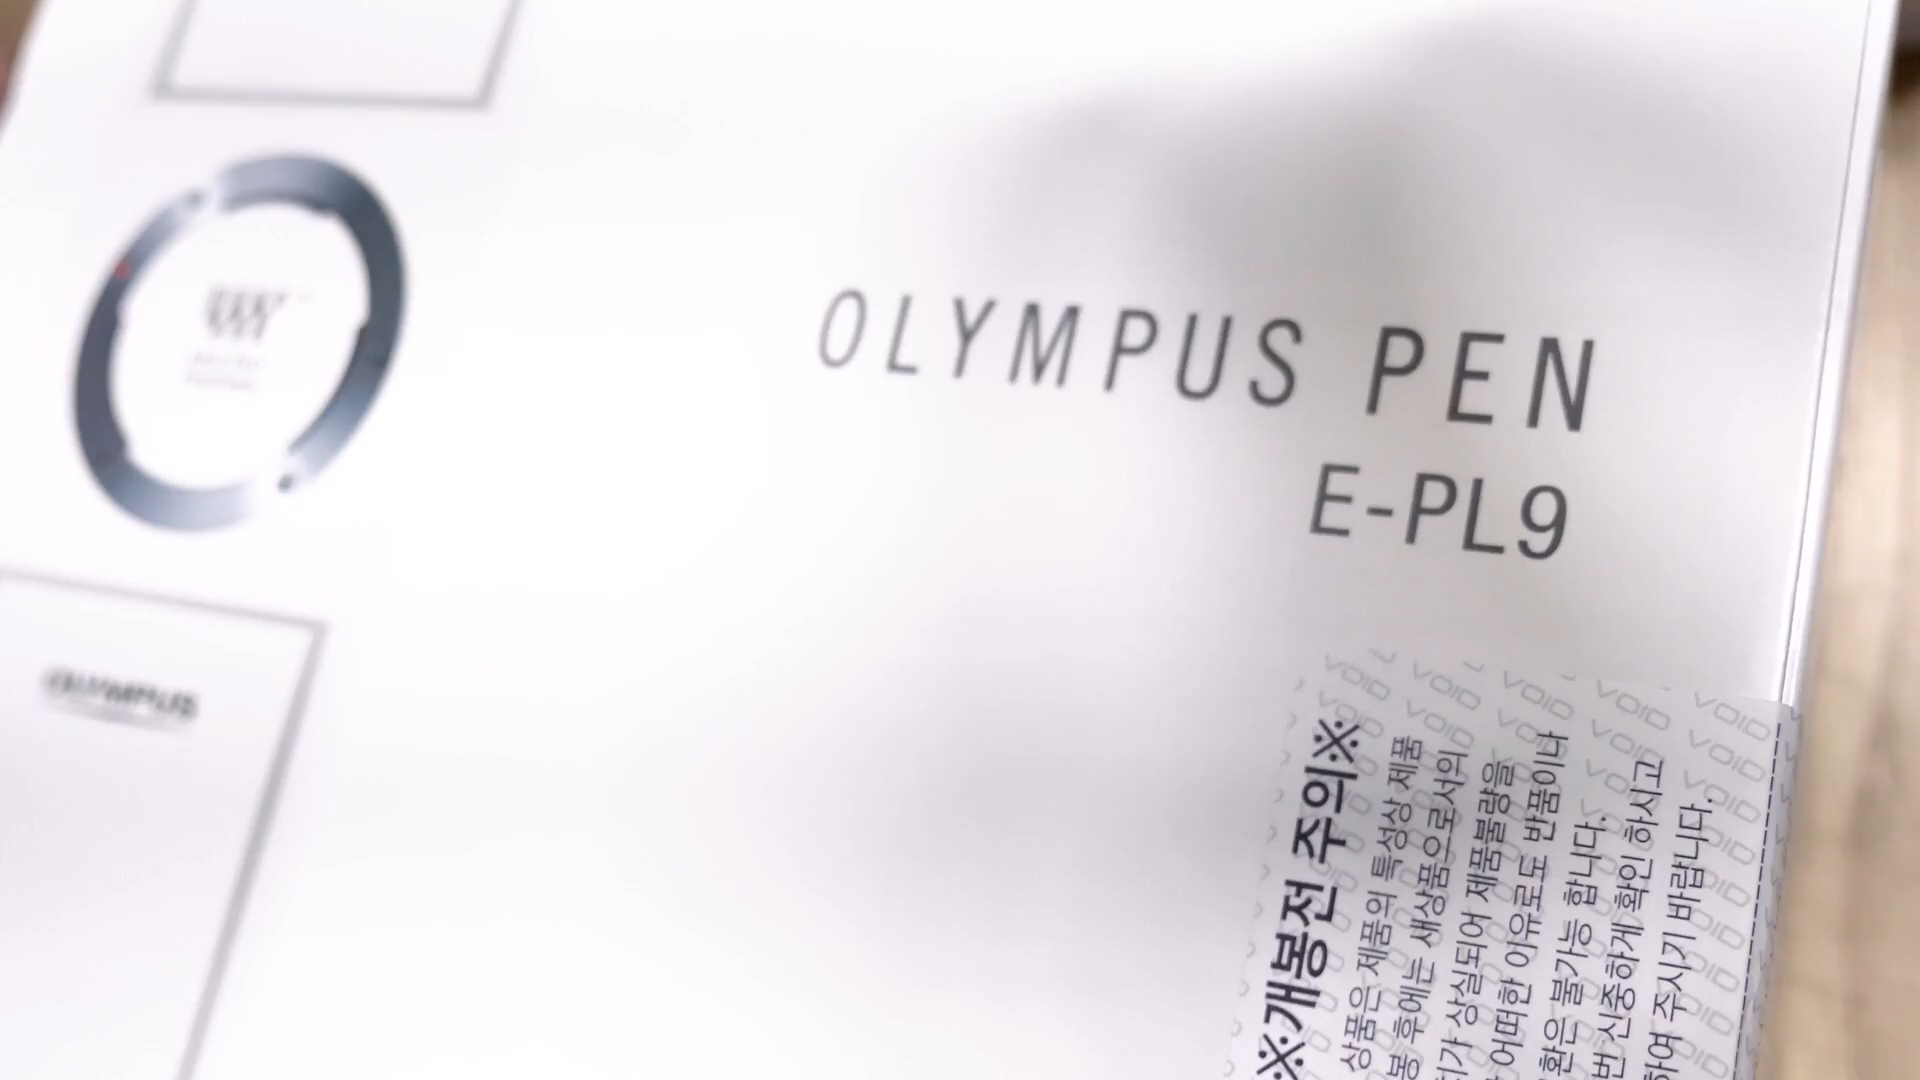 OLYMPUS PEN
E-PL9
OLYMPUS
※개봉전 주의※
상품은 제품의 특성상 제품
봉 후에는 새상품으로서의
상실되어 제품불량을
어떠한 이유로도 반품이나
환은 불가능 합니다.
번 신중하게 확인 하시고
하여 주시기 바랍니다.
VOID